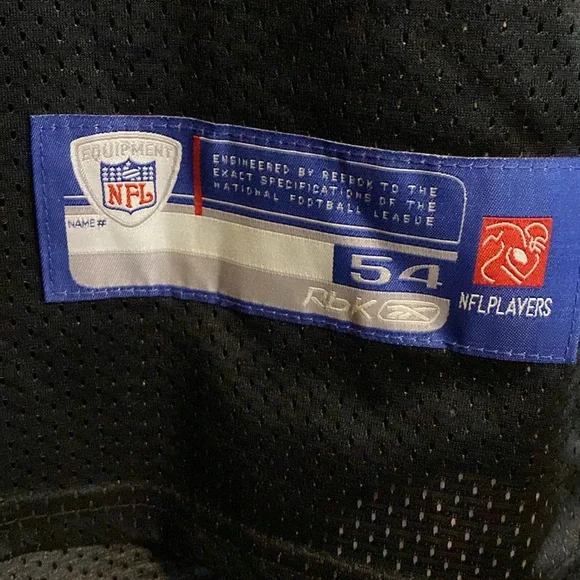 EQUIPMENT
NFL
ENGINEERED BY REEBOK TO THE
EXACT SPECIFICATIONS OF THE
NATIONAL FOOTBALL LEAGUE
NAME#
54
RbK
NFLPLAYERS